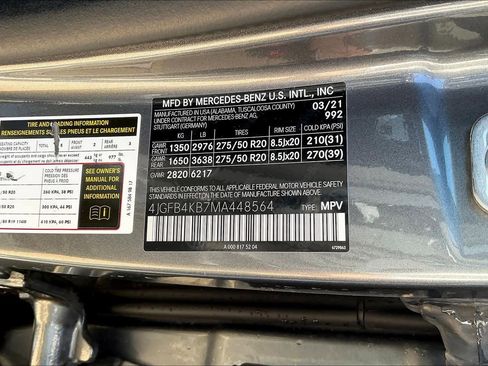 TIRE AND LOADING INFORMATION
RENSEIGNEMENTS SUR LES PNEUS ET LE CHARGEMENT
SEE OWNER'S
MANUAL FOR
ADDITIONAL
INFORMATION
MFD BY MERCEDES-BENZ U.S. INTL., INC
MANUFACTURED IN USA (ALABAMA, TUSCALOOSA COUNTY) 03/21
UNDER CONTRACT FOR MERCEDES-BENZ AG, 992
STUTTGART (GERMANY)
KG LB TIRES RIM SIZE COLD KPA (PSI)
GAWR FRONT 1350 2976 275/50 R20 8.5Jx20 210(31)
GAWR REAR 1650 3638 275/50 R20 8.5Jx20 270(39)
GVWR 2820 6217
THIS VEHICLE CONFORMS TO ALL APPLICABLE FEDERAL MOTOR VEHICLE
SAFETY, BUMPER, AND THEFT PREVENTION STANDARDS IN EFFECT ON THE
DATE OF MANUFACTURE SHOWN ABOVE.
4JGFB4KB7MA448564 TYPE: MPV
A 000 817 52 04